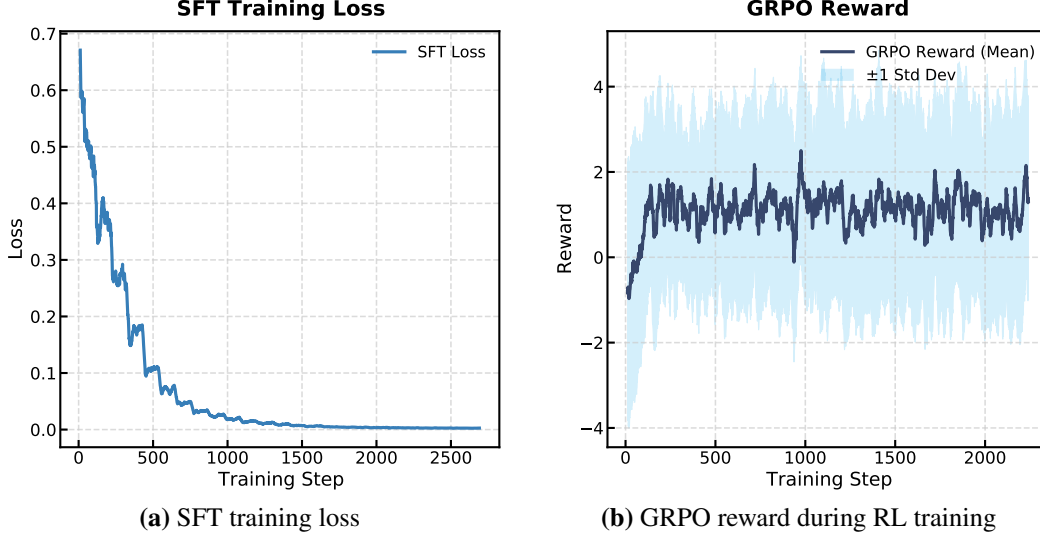 SFT Training Loss
0.7
0.6
0.5
0.4
0.3
0.2
0.1
0.0
Loss
SFT Loss
0
500
1000
1500
2000
2500
Training Step
(a) SFT training loss
GRPO Reward
4
2
0
−2
−4
Reward
GRPO Reward (Mean)
±1 Std Dev
0
500
1000
1500
2000
Training Step
(b) GRPO reward during RL training